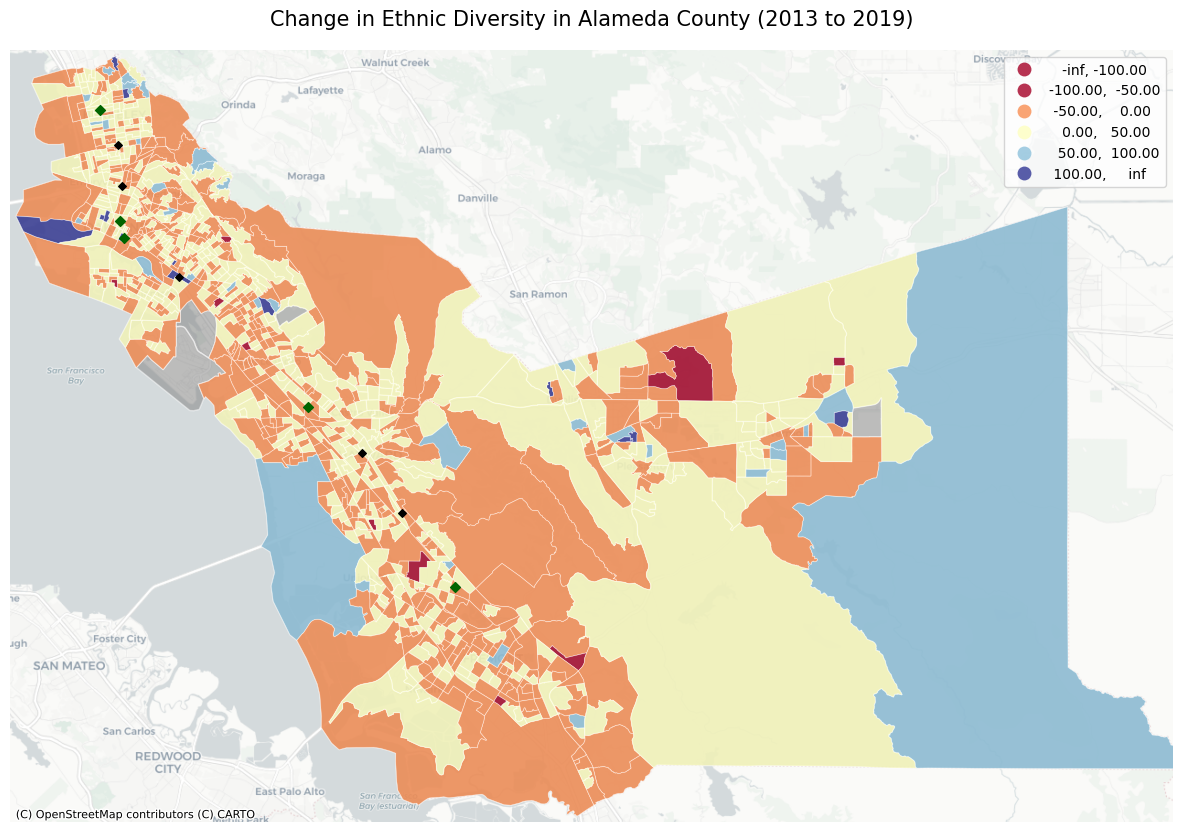 Change in Ethnic Diversity in Alameda County (2013 to 2019)
-inf, -100.00
-100.00, -50.00
-50.00, 0.00
0.00, 50.00
50.00, 100.00
100.00, inf
Walnut Creek
Lafayette
Orinda
Alamo
Moraga
Danville
San Ramon
San Francisco
Bay
Foster City
SAN MATEO
San Carlos
REDWOOD
CITY
East Palo Alto
(C) OpenStreetMap contributors (C) CARTO